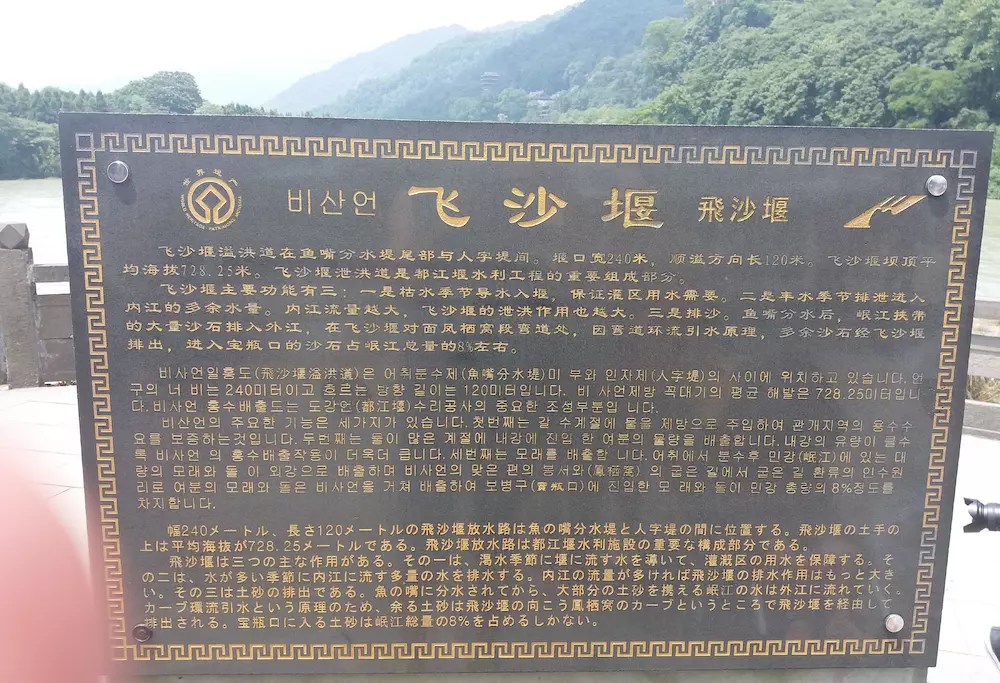 世界遗产
비산언 飞沙堰 飛沙堰
飞沙堰溢洪道在鱼嘴分水堤尾部与人字堤间。堰口宽240米，顺溢方向长120米。飞沙堰坝顶平
均海拔728.25米。飞沙堰泄洪道是都江堰水利工程的重要组成部分。
飞沙堰主要功能有三：一是枯水季节导水入堰，保证灌区用水需要。二是丰水季节排泄进入
内江的多余水量。内江流量越大，飞沙堰的泄洪作用也越大。三是排沙。鱼嘴分水后，岷江挟带
的大量沙石排入外江，在飞沙堰对面凤栖窝段弯道处，因弯道环流引水原理，多余沙石经飞沙堰
排出，进入宝瓶口的沙石占岷江总量的8%左右。
비사언일홍도(飛沙堰溢洪道)은 어취분수제(魚嘴分水堤)미 부와 인자제(人字堤)의 사이에 위치하고 있습니다.언
구의 너 비는 240미터이고 흐르는 방향 길이는 120미터입니다. 비 사언제방 꼭대기의 평균 해발은 728.25미터입니
다.비사언 홍수배출도는 도강언(都江堰)수리공사의 중요한 조성부분입 니다.
비산언의 주요한 기능은 세가지가 있습니다.첫번째는 갈 수계절에 물을 제방으로 주입하여 관개지역의 용수수
요를 보증하는것입니다. 두번째는 물이 많은 계절에 내강에 진입 한 여분의 물량을 배출합니다.내강의 유량이 클수
록 비사언 의 홍수배출작용이 더욱더 큽니다.세번째는 모래를 배출합 니다.어취에서 분수후 민강(岷江)에 있는 대
량의 모래와 돌 이 외강으로 배출하며 비사언의 맞은 편의 봉서와(鳳栖窩) 의 굽은 길에서 굽은 길 환류의 인수원
리로 여분의 모래와 돌은 비사언을 거쳐 배출하여 보병구(寶瓶口)에 진입한 모 래와 돌이 민강 총량의 8%정도를
차지합니다.
幅240メートル、長さ120メートルの飛沙堰放水路は魚の嘴分水堤と人字堤の間に位置する。飛沙堰の土手の
上は平均海抜が728.25メートルである。飛沙堰放水路は都江堰水利施設の重要な構成部分である。
飛沙堰は三つの主な作用がある。その一は、渇水季節に堰に流す水を導いて、灌漑区の用水を保障する。そ
の二は、水が多い季節に内江に流す多量の水を排水する。内江の流量が多ければ飛沙堰の排水作用はもっと大き
い。その三は土砂の排出である。魚の嘴に分水されてから、大部分の土砂を携える岷江の水は外江に流れていく。
カーブ環流引水という原理のため、余る土砂は飛沙堰の向こう鳳栖窩のカーブというところで飛沙堰を経由して
排出される。宝瓶口に入る土砂は岷江総量の8%を占めるしかない。